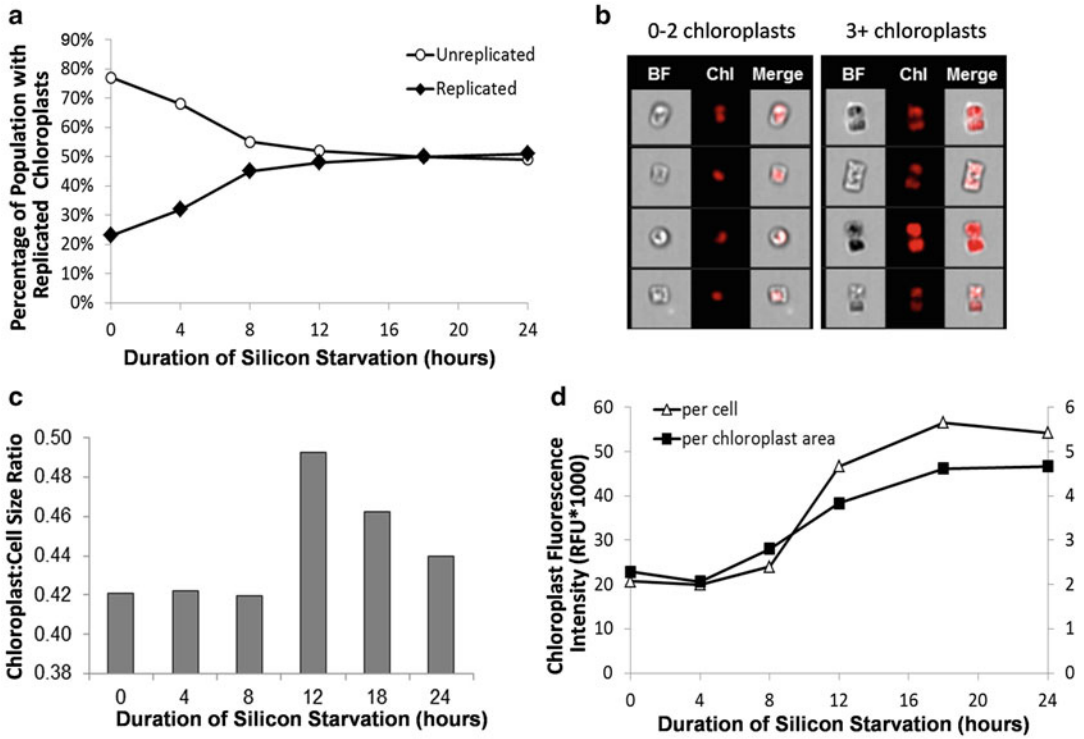 a
Percentage of Population with
Replicated Chloroplasts
90%
80%
70%
60%
50%
40%
30%
20%
10%
0%
Unreplicated
Replicated
0 4 8 12 16 20 24
Duration of Silicon Starvation (hours)
b
0-2 chloroplasts 3+ chloroplasts
BF Chl Merge BF Chl Merge
c
Chloroplast:Cell Size Ratio
0.50
0.48
0.46
0.44
0.42
0.40
0.38
0 4 8 12 18 24
Duration of Silicon Starvation (hours)
d
Chloroplast Fluorescence
Intensity (RFU*1000)
60
50
40
30
20
10
0
per cell
per chloroplast area
6
5
4
3
2
1
0
0 4 8 12 16 20 24
Duration of Silicon Starvation (hours)